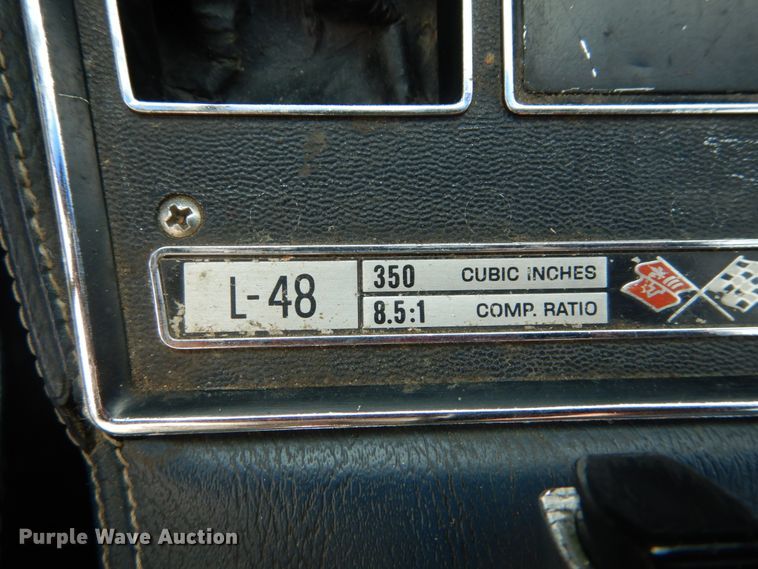 L-48
350 CUBIC INCHES
8.5:1 COMP. RATIO
Purple Wave Auction